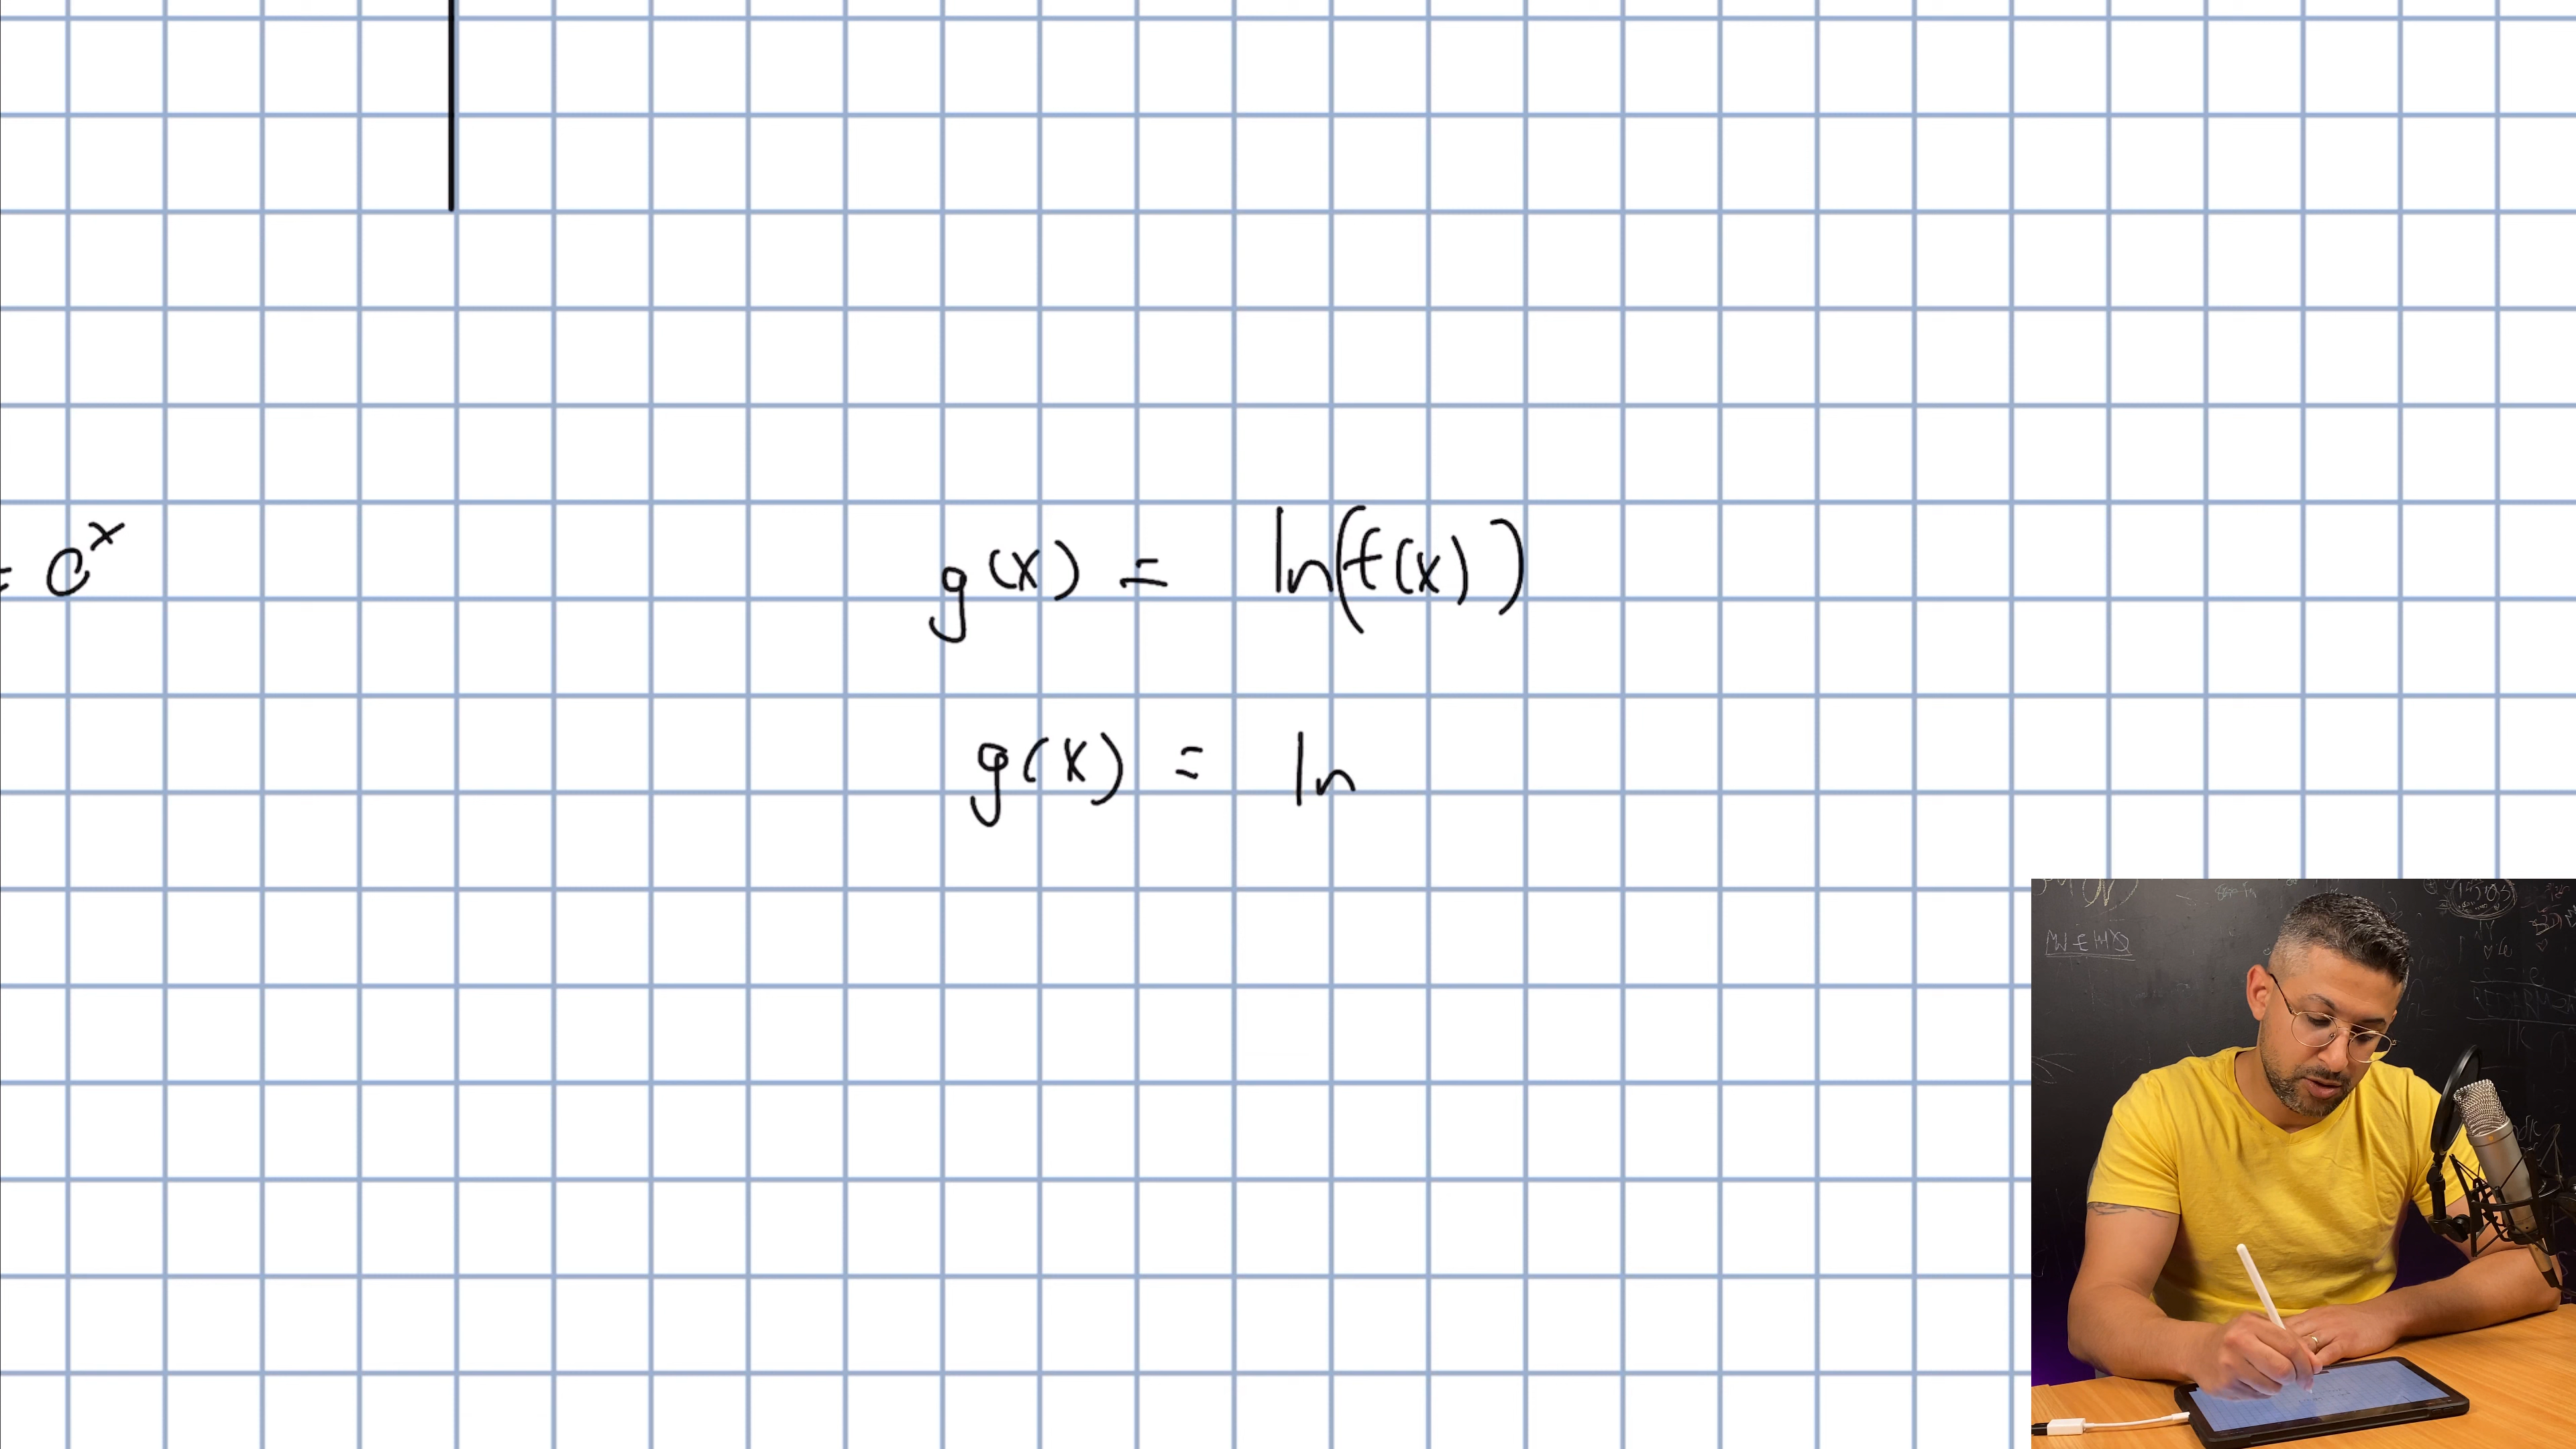 = e^x
g(x) = ln(f(x))
g(x) = ln